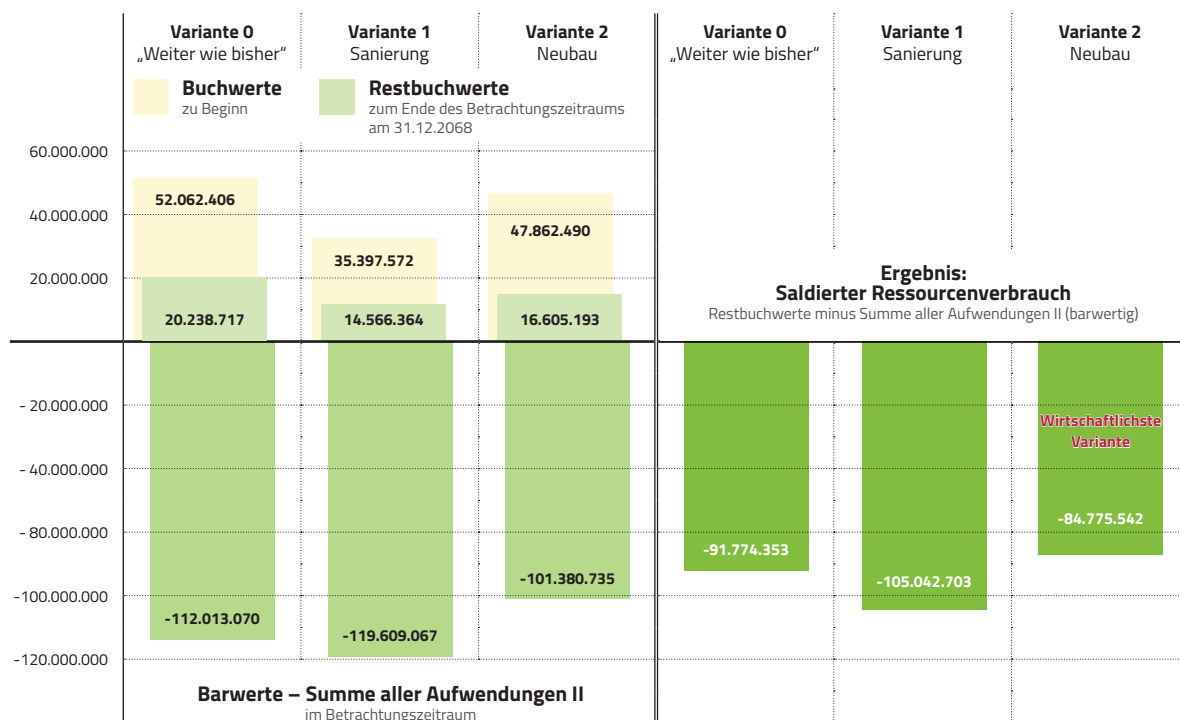 Variante 0
„Weiter wie bisher“
Variante 1
Sanierung
Variante 2
Neubau
Variante 0
„Weiter wie bisher“
Variante 1
Sanierung
Variante 2
Neubau
Buchwerte
zu Beginn
Restbuchwerte
zum Ende des Betrachtungszeitraums
am 31.12.2068
60.000.000
40.000.000
20.000.000
- 20.000.000
- 40.000.000
- 60.000.000
- 80.000.000
-100.000.000
-120.000.000
52.062.406
35.397.572
47.862.490
20.238.717
14.566.364
16.605.193
-112.013.070
-119.609.067
-101.380.735
Barwerte – Summe aller Aufwendungen II
im Betrachtungszeitraum
Ergebnis:
Saldierter Ressourcenverbrauch
Restbuchwerte minus Summe aller Aufwendungen II (barwertig)
Wirtschaftlichste
Variante
-91.774.353
-105.042.703
-84.775.542